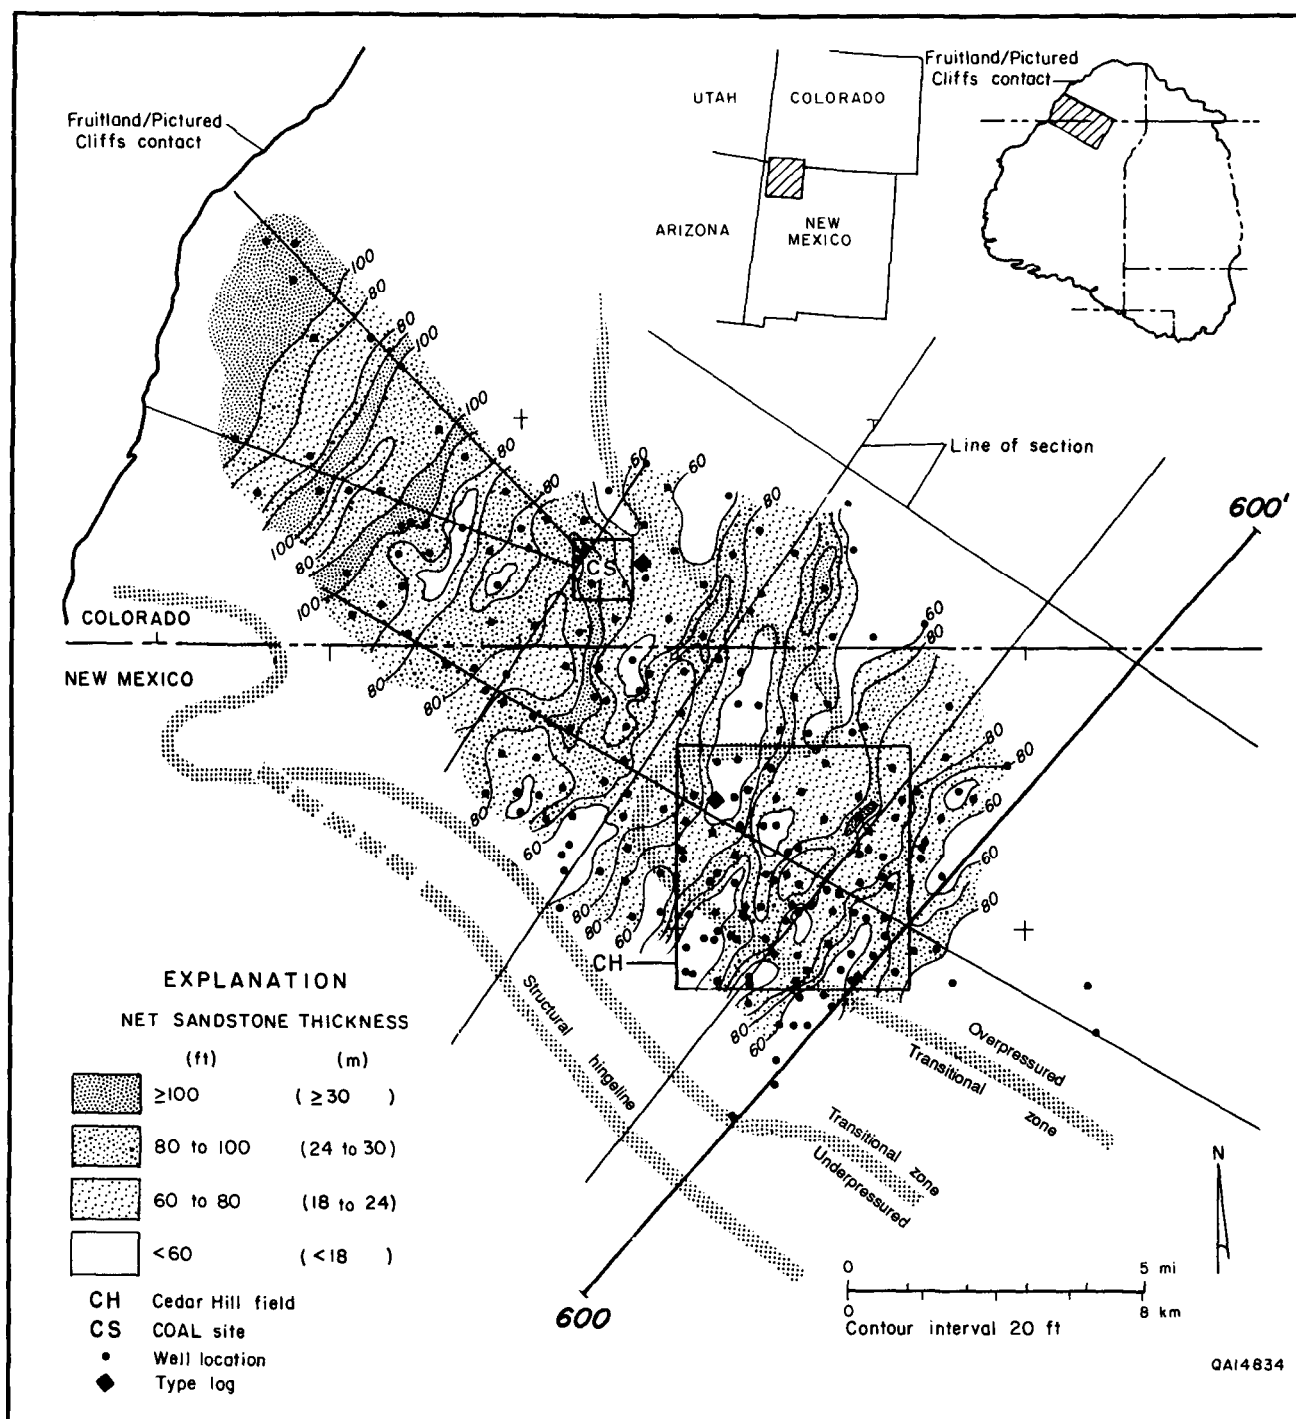 Fruitland/Pictured
Cliffs contact
UTAH
COLORADO
ARIZONA
NEW
MEXICO
Fruitland/Pictured
Cliffs contact
100
80
80
100
100
80
80
60
60
80
Line of section
600'
100
80
100
COLORADO
NEW MEXICO
CS
60
80
80
80
80
80
60
80
60
60
80
80
80
60
CH
80
60
Structural
hingeline
Overpressured
Transitional
zone
Transitional
zone
Underpressured
600
EXPLANATION
NET SANDSTONE THICKNESS
(ft) (m)
≥100 (≥30 )
80 to 100 (24 to 30)
60 to 80 (18 to 24)
<60 (<18 )
CH Cedar Hill field
CS COAL site
Well location
Type log
N
0 5 mi
0 8 km
Contour interval 20 ft
QA14834